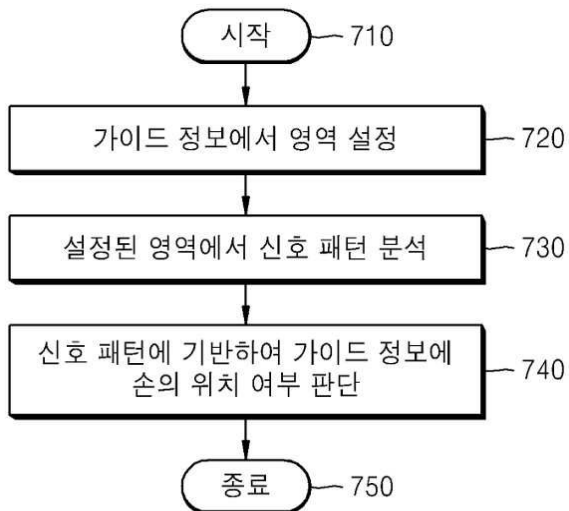 시작 710
가이드 정보에서 영역 설정 720
설정된 영역에서 신호 패턴 분석 730
신호 패턴에 기반하여 가이드 정보에
손의 위치 여부 판단 740
종료 750